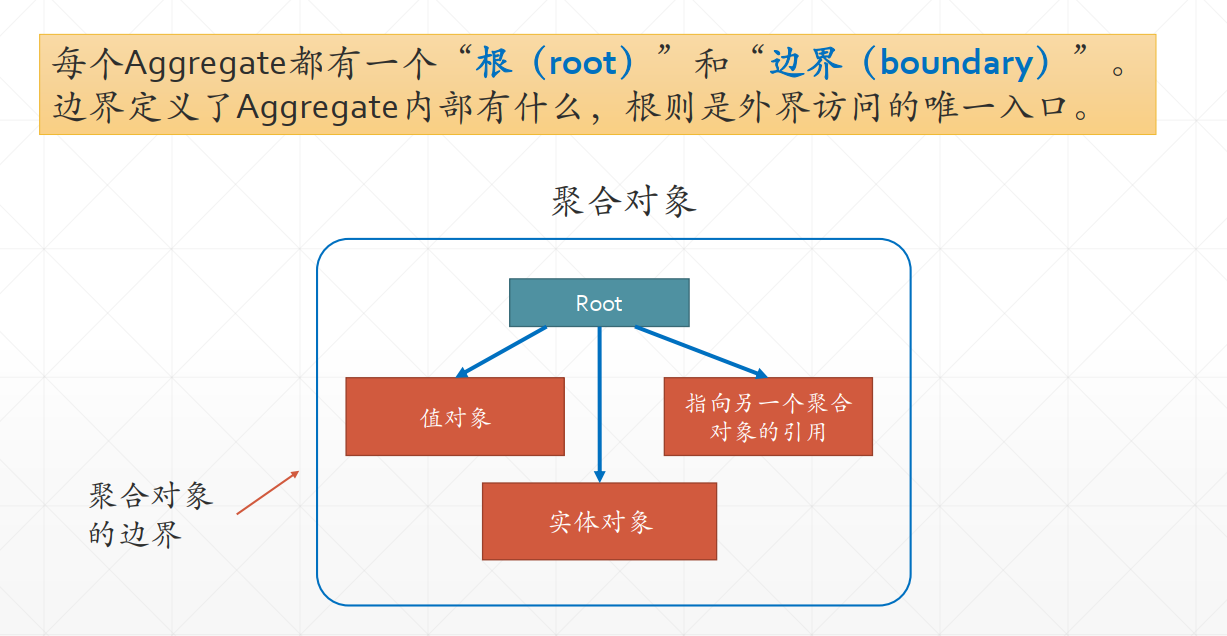 每个Aggregate都有一个“根（root）”和“边界（boundary）”。
边界定义了Aggregate内部有什么，根则是外界访问的唯一入口。
聚合对象
Root
值对象
指向另一个聚合
对象的引用
实体对象
聚合对象
的边界